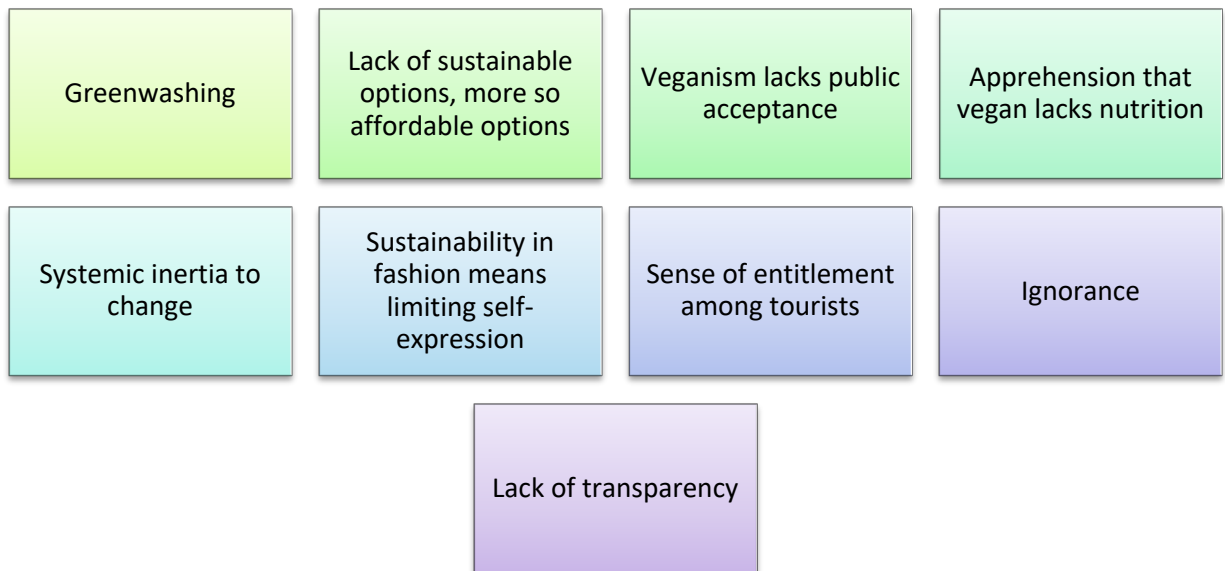 Greenwashing
Lack of sustainable
options, more so
affordable options
Veganism lacks public
acceptance
Apprehension that
vegan lacks nutrition
Systemic inertia to
change
Sustainability in
fashion means
limiting self-
expression
Sense of entitlement
among tourists
Ignorance
Lack of transparency